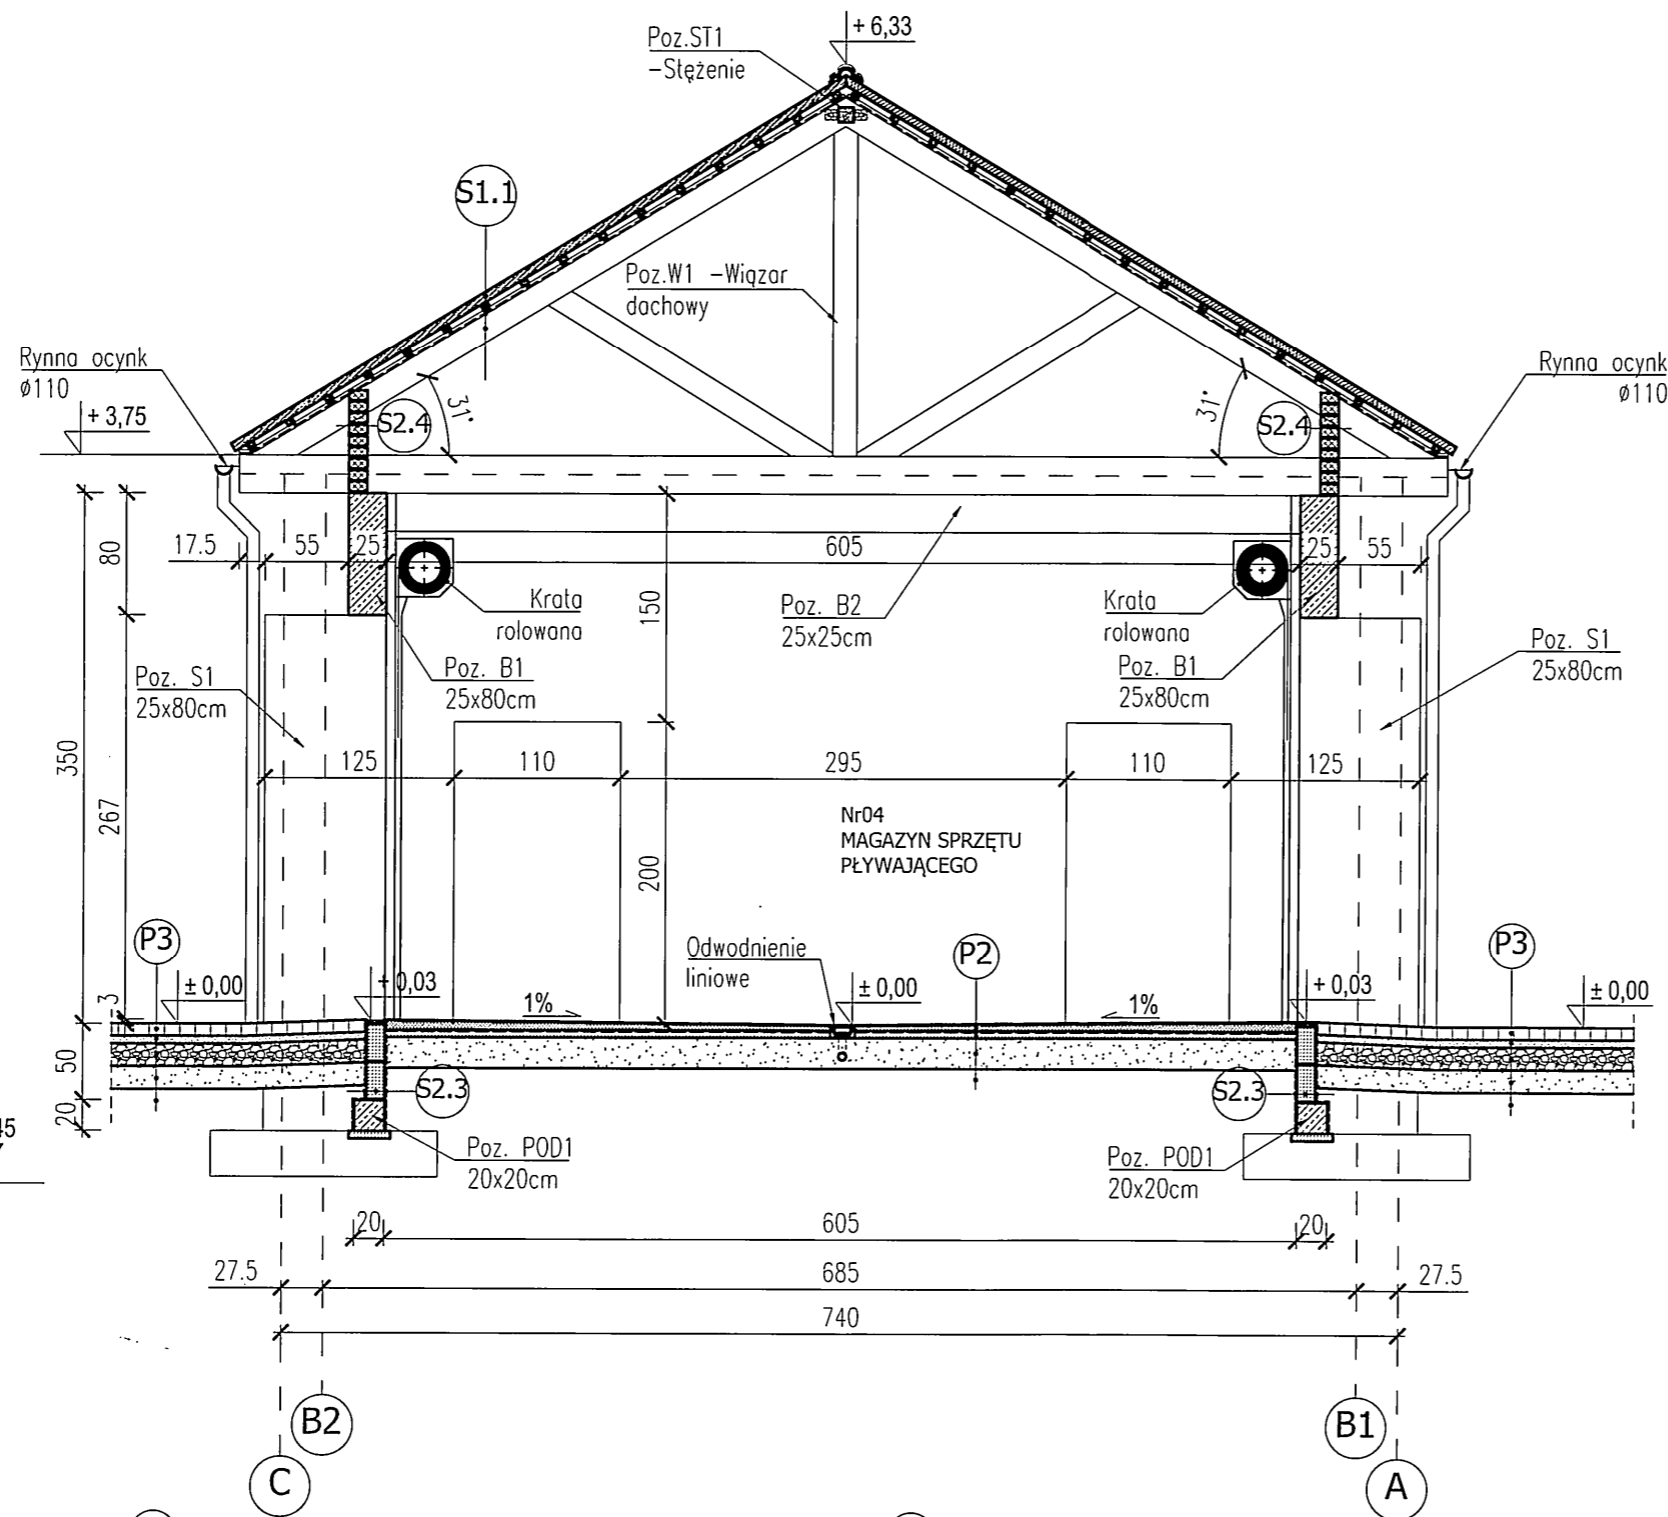 + 6,33
Poz.ST1
-Stężenie
S1.1
Poz.W1 -Wiązar
dachowy
Rynna ocynk
ø110
Rynna ocynk
ø110
+ 3,75
S2.4
31°
31°
S2.4
80
17.5
55
25
605
25
55
150
Krata
rolowana
Poz. B2
25x25cm
Krata
rolowana
Poz. B1
25x80cm
Poz. B1
25x80cm
Poz. S1
25x80cm
Poz. S1
25x80cm
350
267
125
110
295
110
125
200
Nr04
MAGAZYN SPRZĘTU
PŁYWAJĄCEGO
P3
Odwodnienie
liniowe
P2
P3
3
± 0,00
+ 0,03
1%
± 0,00
1%
+ 0,03
± 0,00
50
20
S2.3
S2.3
45
Poz. POD1
20x20cm
Poz. POD1
20x20cm
20
605
20
27.5
685
27.5
740
B2
B1
C
A